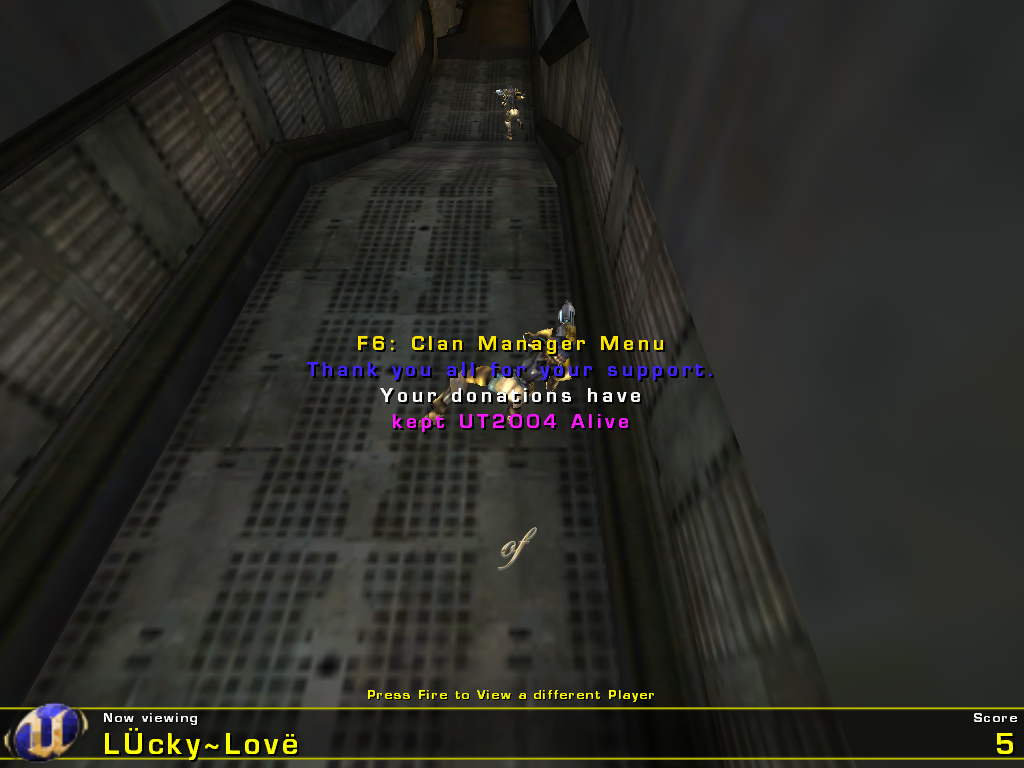 F6: Clan Manager Menu
Thank you all for your support.
Your donations have
kept UT2004 Alive
of
Press Fire to View a different Player
Now viewing
LÜcky~Lovë
Score
5